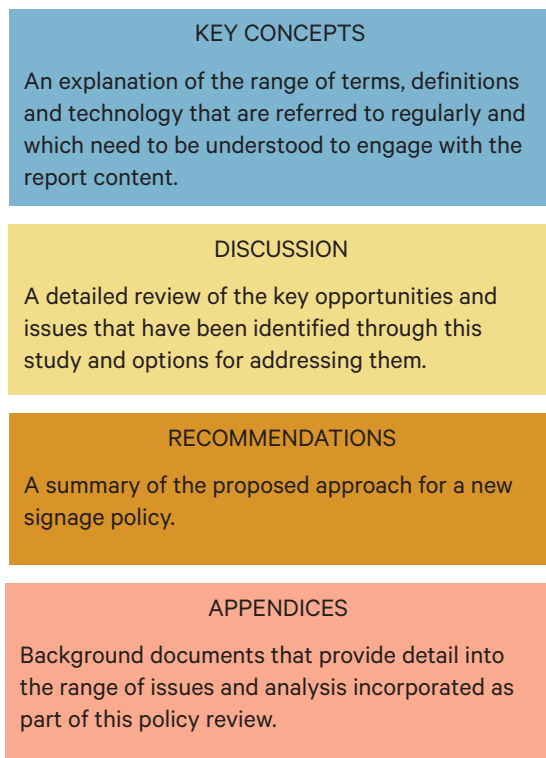 KEY CONCEPTS
An explanation of the range of terms, definitions
and technology that are referred to regularly and
which need to be understood to engage with the
report content.
DISCUSSION
A detailed review of the key opportunities and
issues that have been identified through this
study and options for addressing them.
RECOMMENDATIONS
A summary of the proposed approach for a new
signage policy.
APPENDICES
Background documents that provide detail into
the range of issues and analysis incorporated as
part of this policy review.